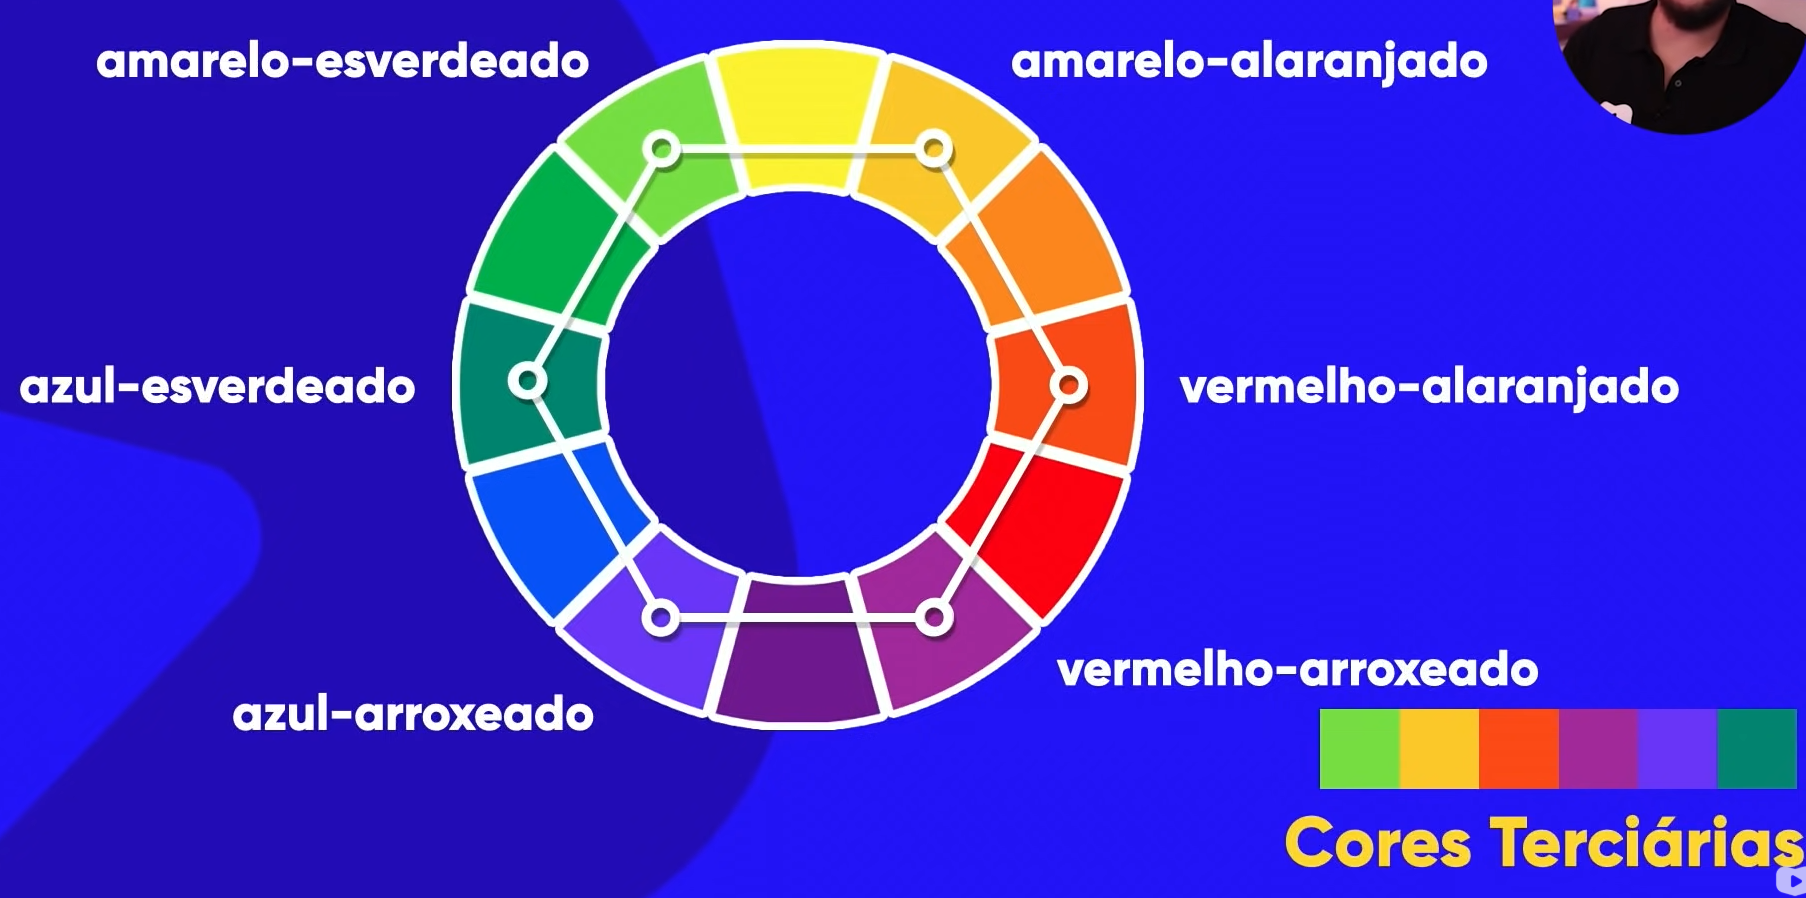 amarelo-esverdeado
amarelo-alaranjado
azul-esverdeado
vermelho-alaranjado
vermelho-arroxeado
azul-arroxeado
Cores Terciárias